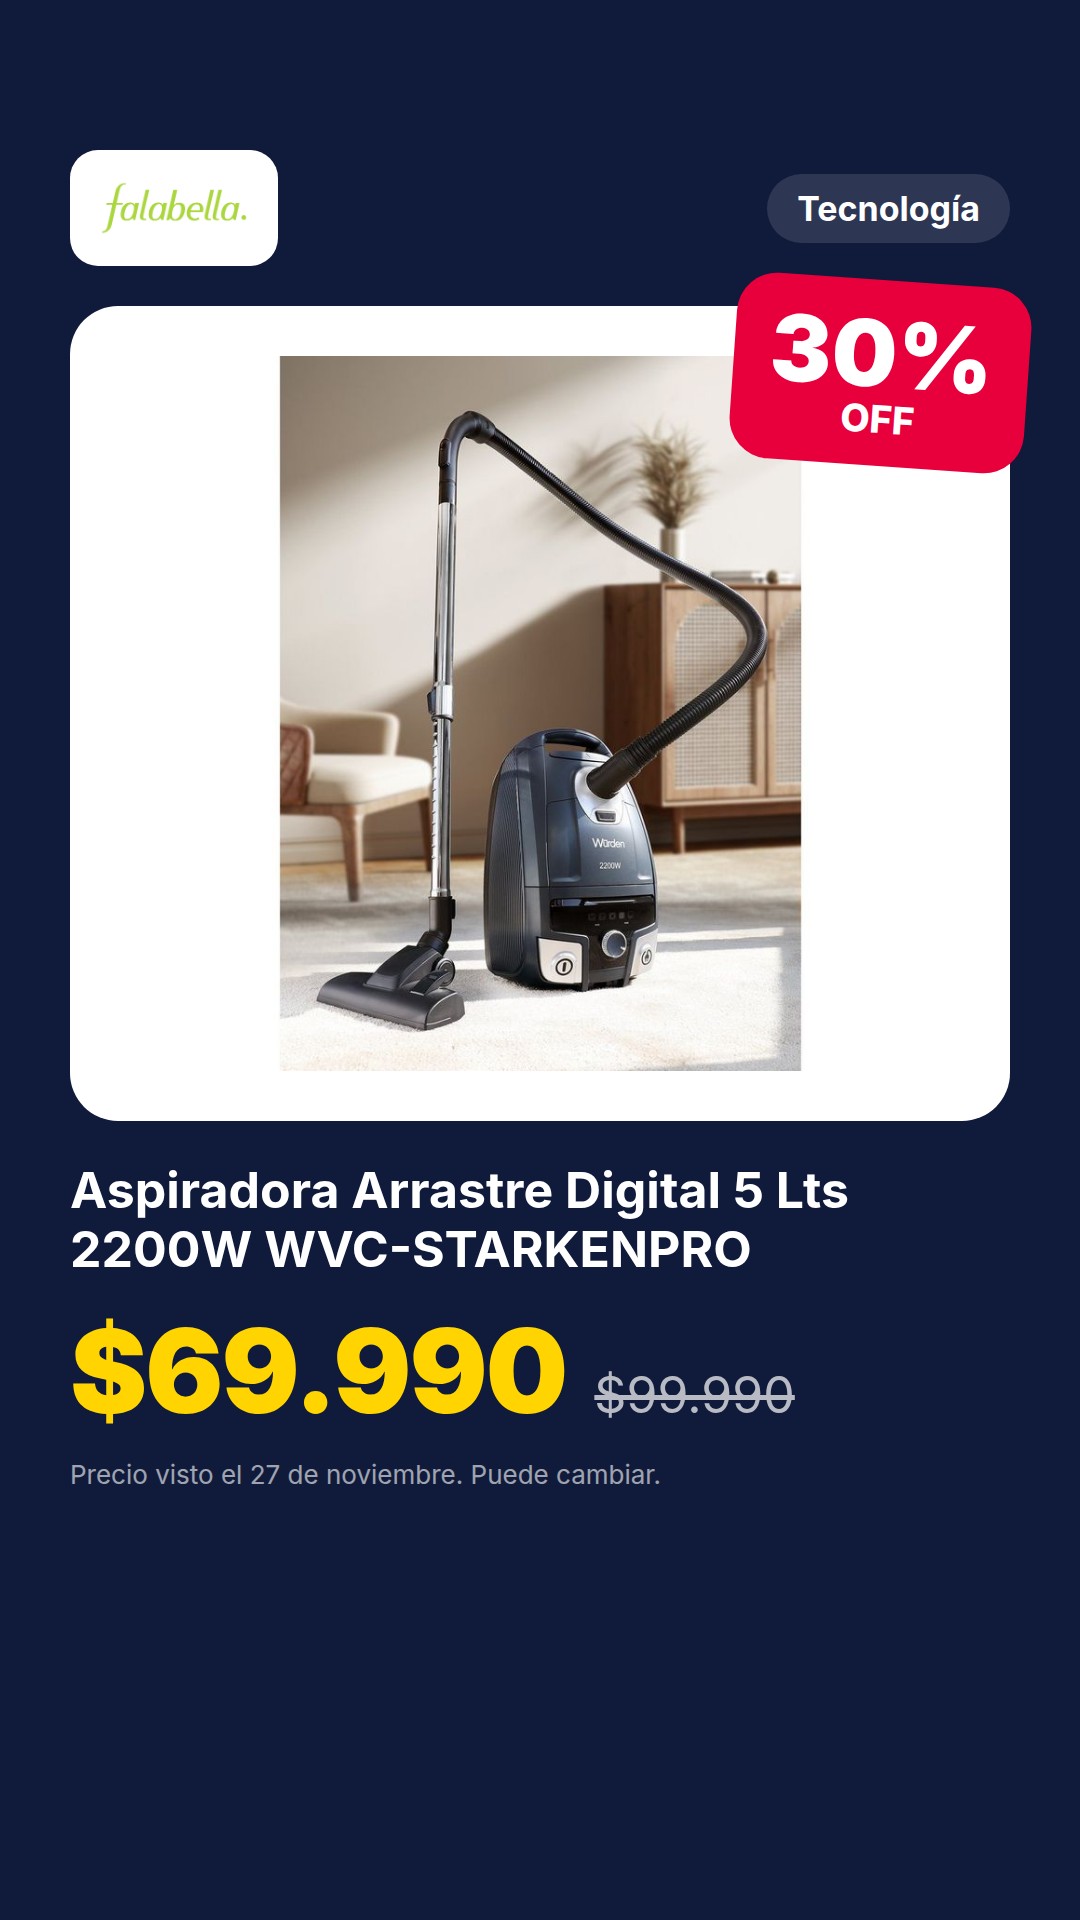 falabella.
Tecnología
30%
OFF
Würden
2200W
Aspiradora Arrastre Digital 5 Lts
2200W WVC-STARKENPRO
$69.990 $99.990
Precio visto el 27 de noviembre. Puede cambiar.